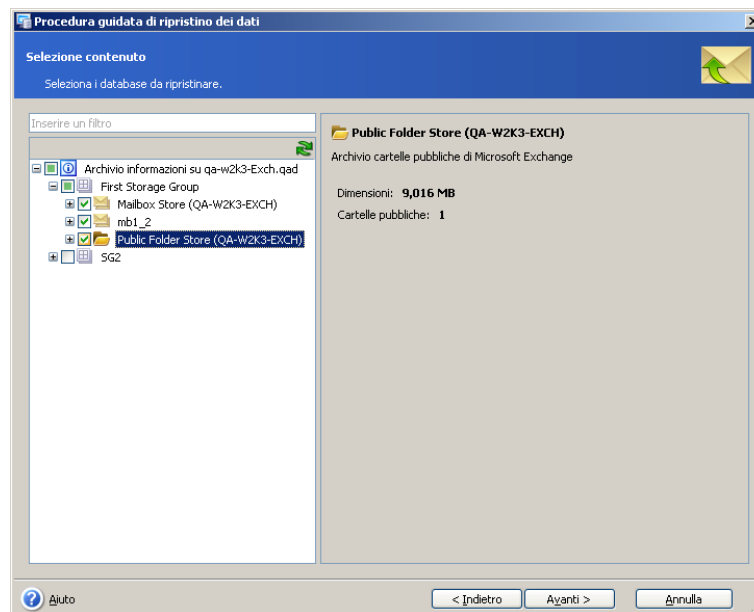 Procedura guidata di ripristino dei dati
Selezione contenuto
Seleziona i database da ripristinare.
Inserire un filtro
Archivio informazioni su qa-w2k3-Exch.qad
First Storage Group
Mailbox Store (QA-W2K3-EXCH)
mb1_2
Public Folder Store (QA-W2K3-EXCH)
SG2
Public Folder Store (QA-W2K3-EXCH)
Archivio cartelle pubbliche di Microsoft Exchange
Dimensioni: 9,016 MB
Cartelle pubbliche: 1
Aiuto
< Indietro
Avanti >
Annulla